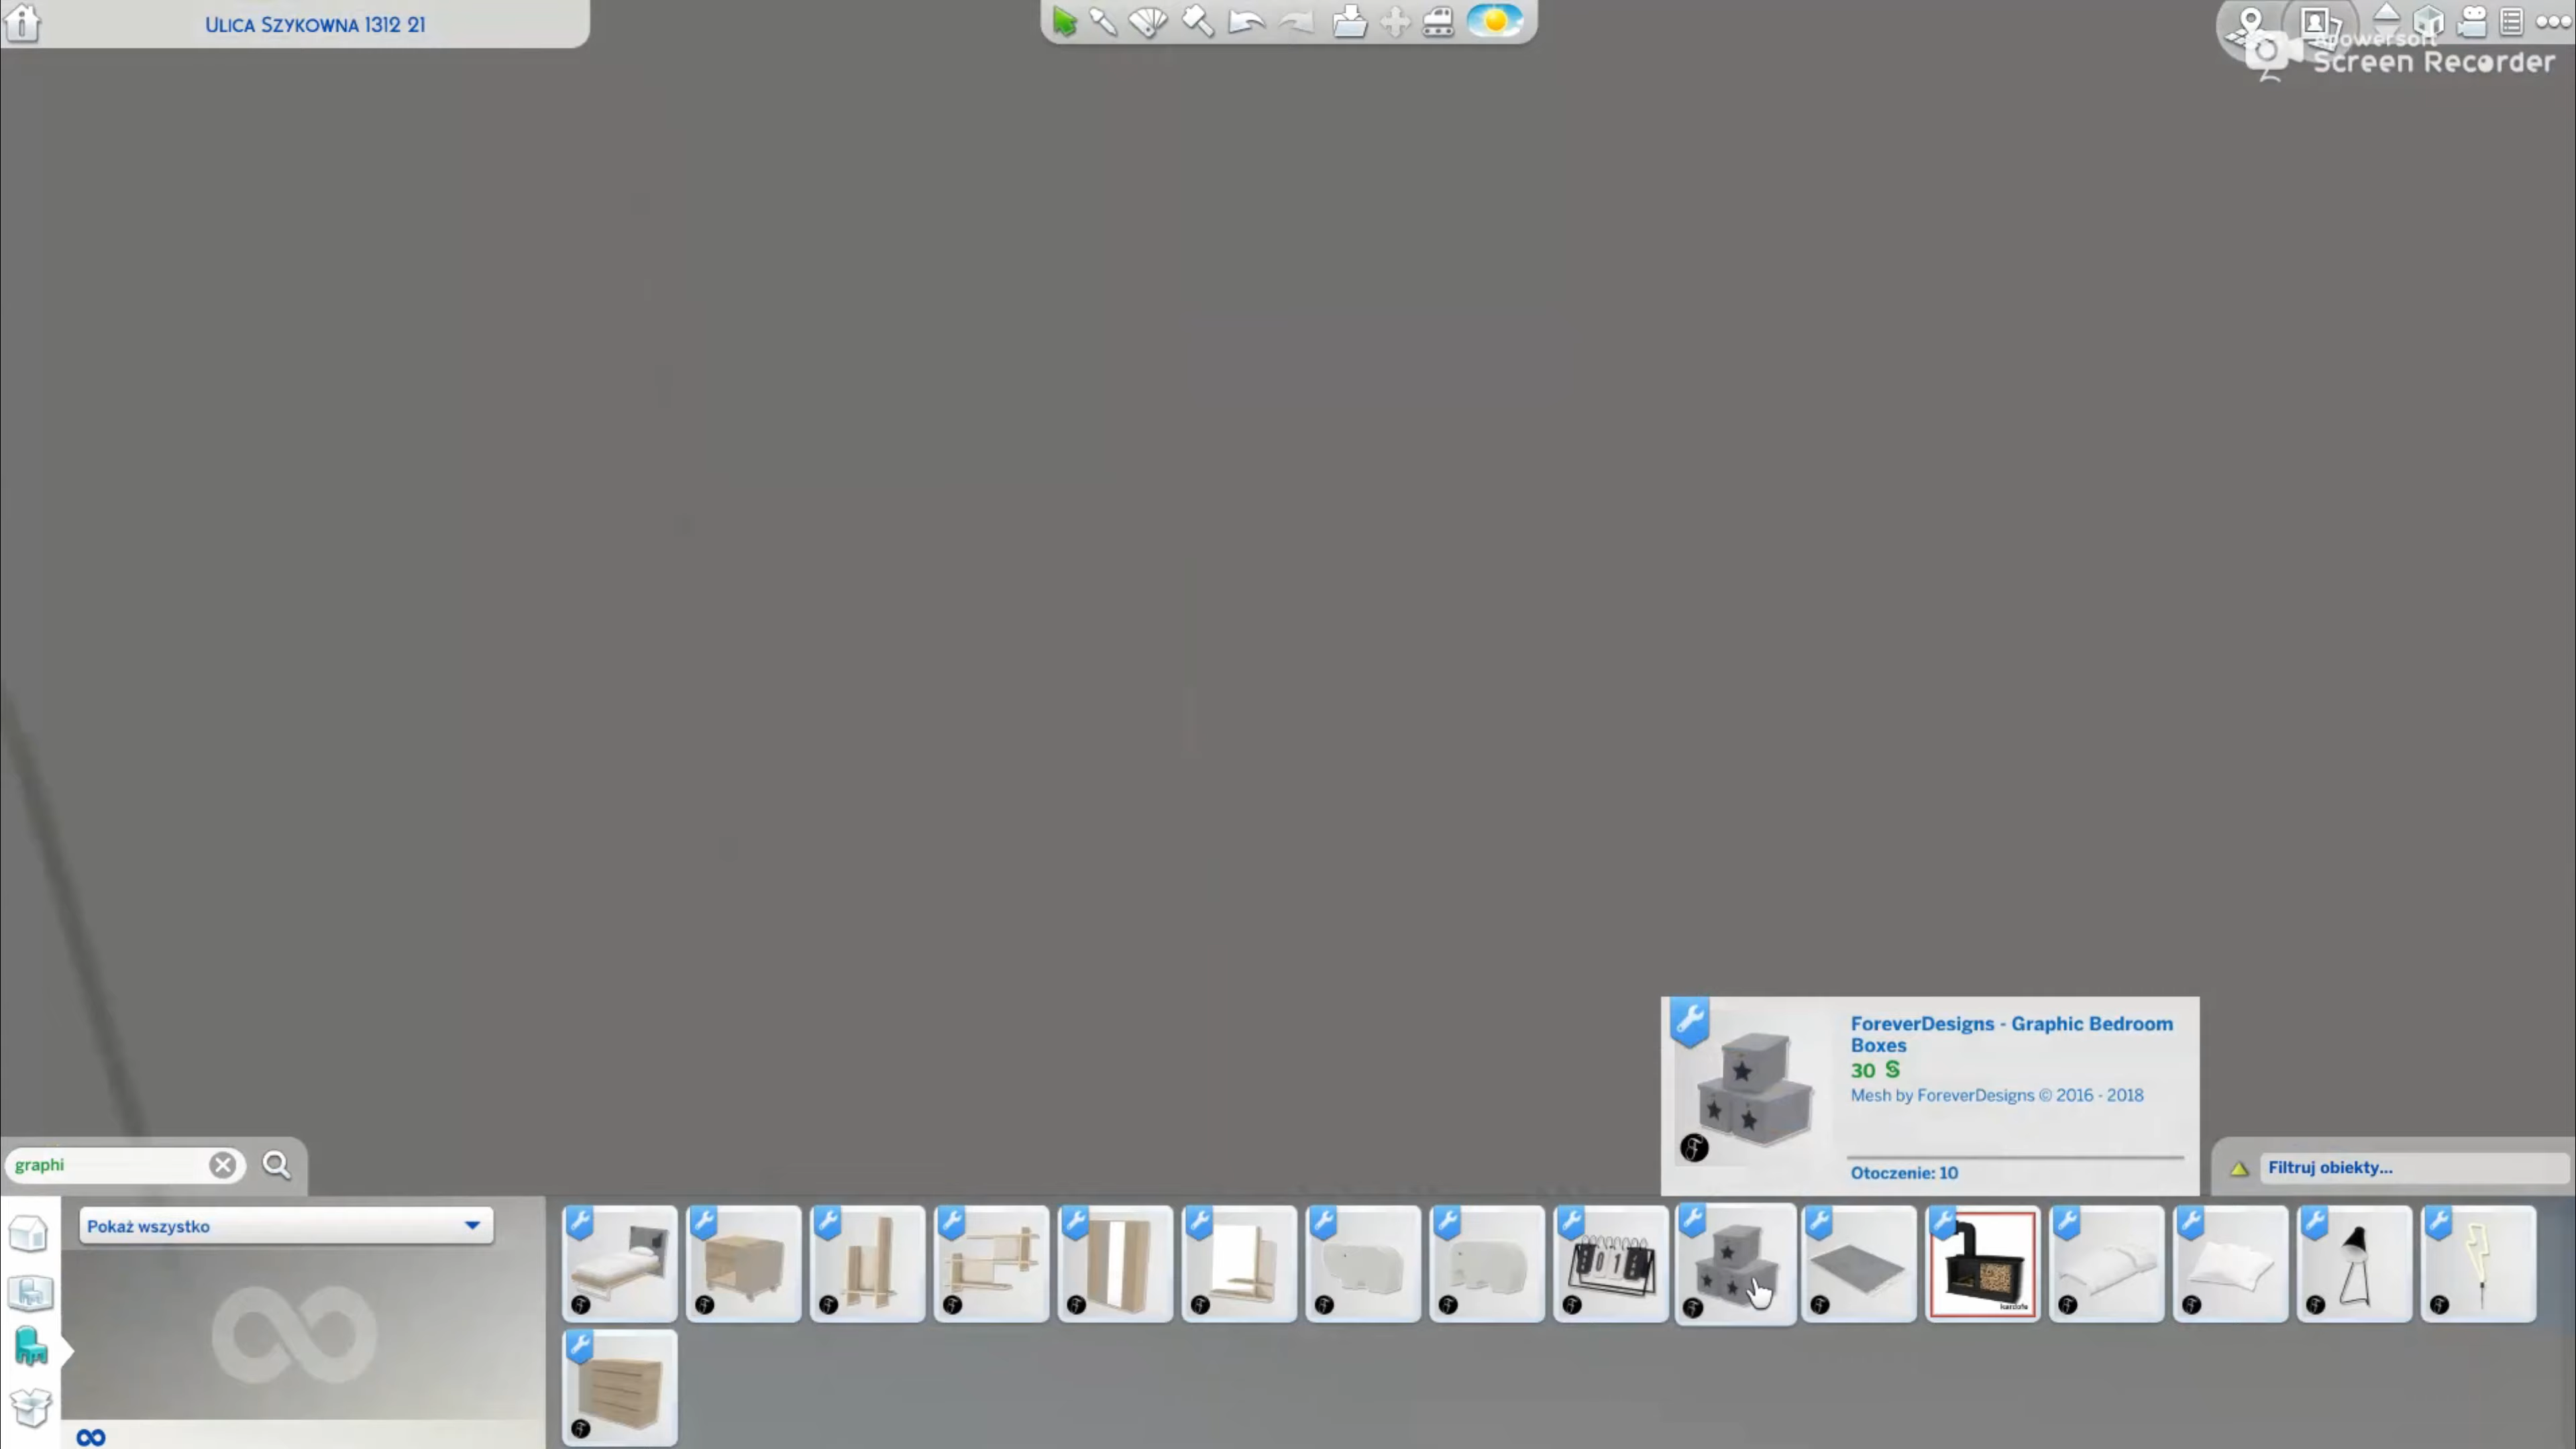 ULICA SZYKOWNA 1312 21
Apowersoft
Screen Recorder
ForeverDesigns - Graphic Bedroom
Boxes
30 §
Mesh by ForeverDesigns © 2016 - 2018
Otoczenie: 10
graphi
Filtruj obiekty...
Pokaż wszystko